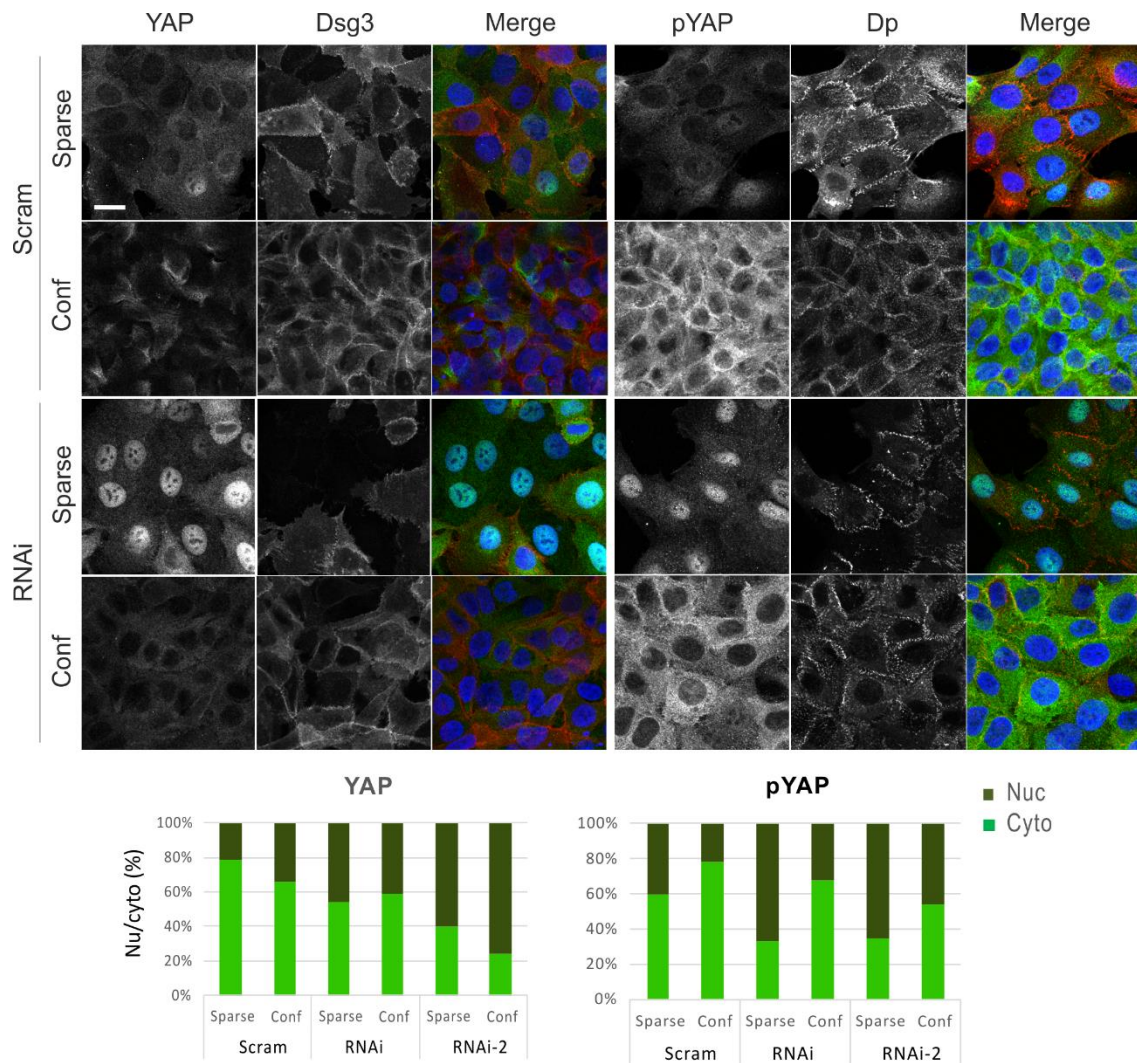 YAP Dsg3 Merge pYAP Dp Merge
Scram
Sparse
Conf
RNAi
Sparse
Conf
YAP
Nu/cyto (%)
100%
80%
60%
40%
20%
0%
Sparse Conf Sparse Conf Sparse Conf
Scram RNAi RNAi-2
pYAP
100%
80%
60%
40%
20%
0%
Sparse Conf Sparse Conf Sparse Conf
Scram RNAi RNAi-2
Nuc
Cyto